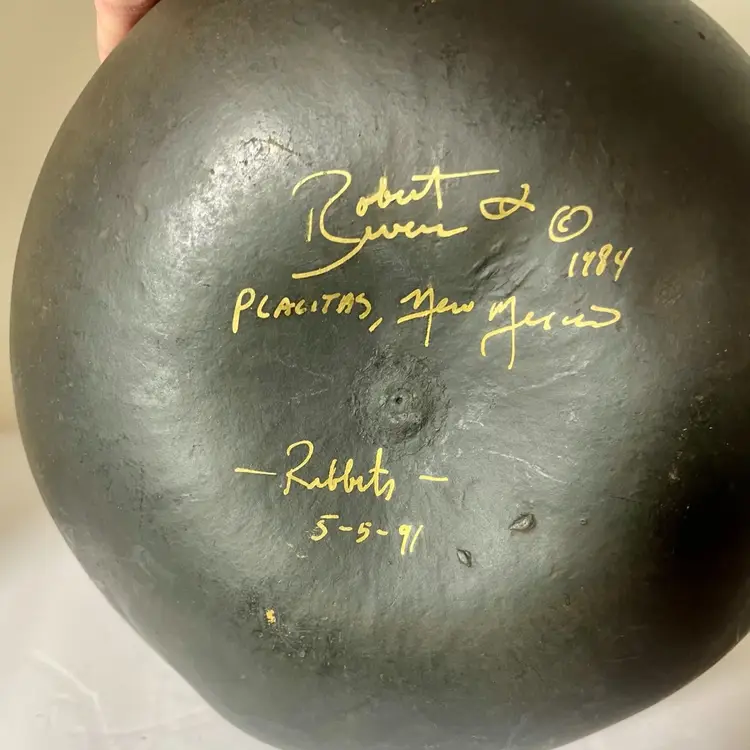 Robert
Rivera © 1984
PLACITAS, New Mexico
- Rabbits -
5-5-91